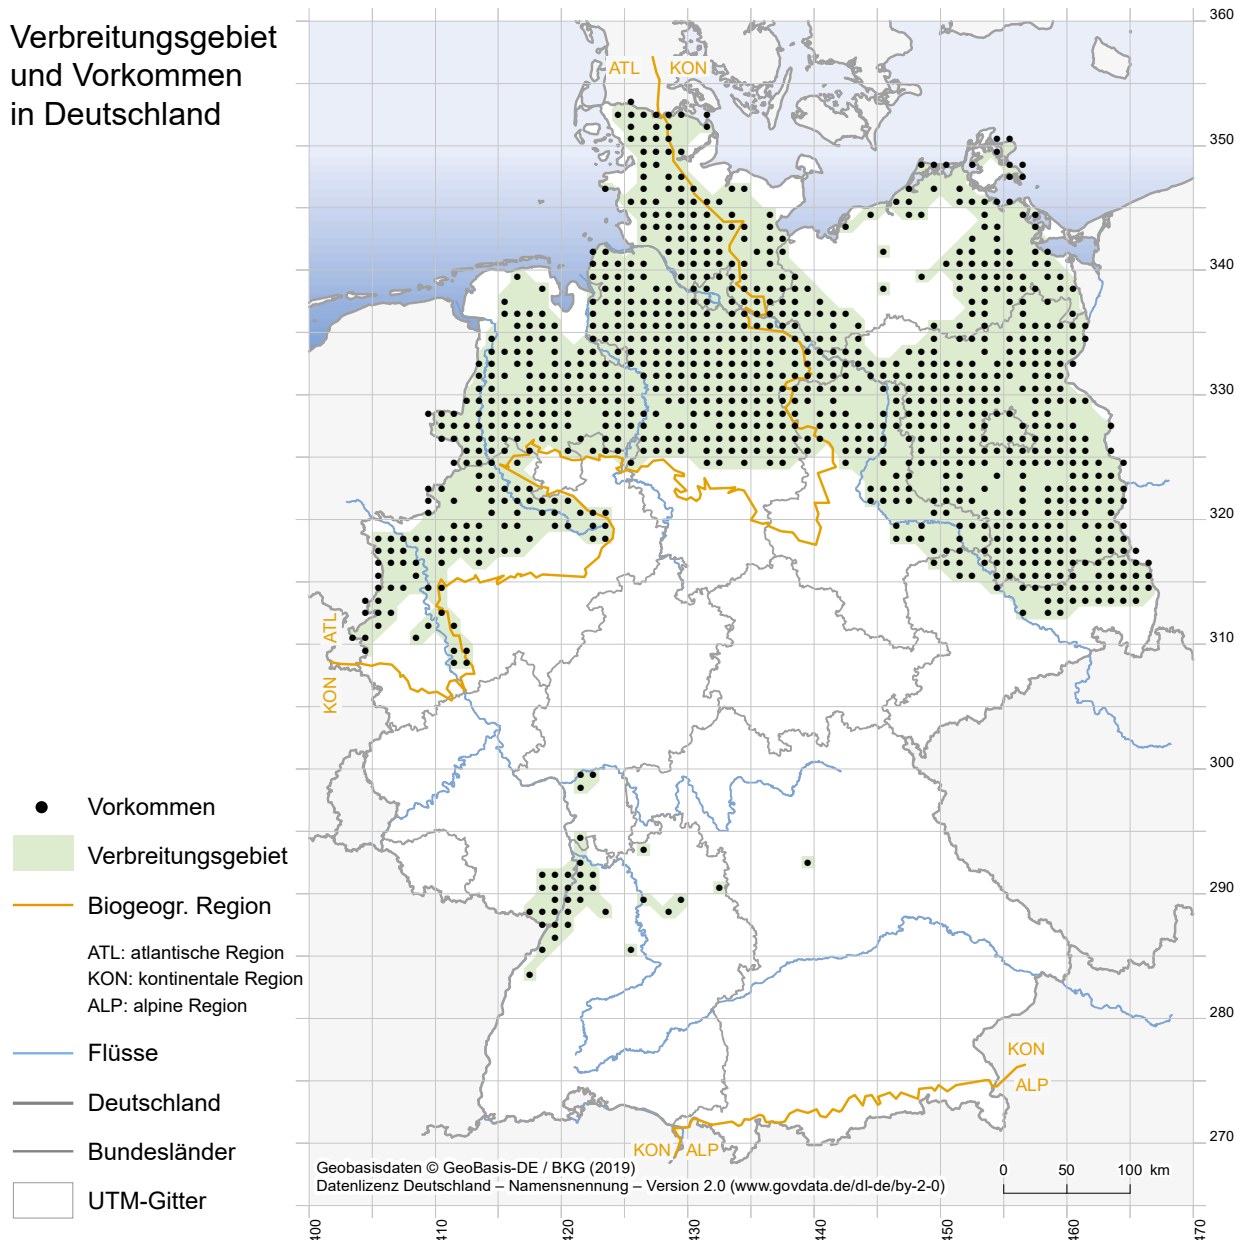 Verbreitungsgebiet
und Vorkommen
in Deutschland
ATL KON
360
350
340
330
320
310
300
290
280
270
ATL
KON
Vorkommen
Verbreitungsgebiet
Biogeogr. Region
ATL: atlantische Region
KON: kontinentale Region
ALP: alpine Region
Flüsse
Deutschland
Bundesländer
UTM-Gitter
KON
ALP
KON ALP
Geobasisdaten © GeoBasis-DE / BKG (2019)
Datenlizenz Deutschland – Namensnennung – Version 2.0 (www.govdata.de/dl-de/by-2-0)
0 50 100 km
400 410 420 430 440 450 460 470